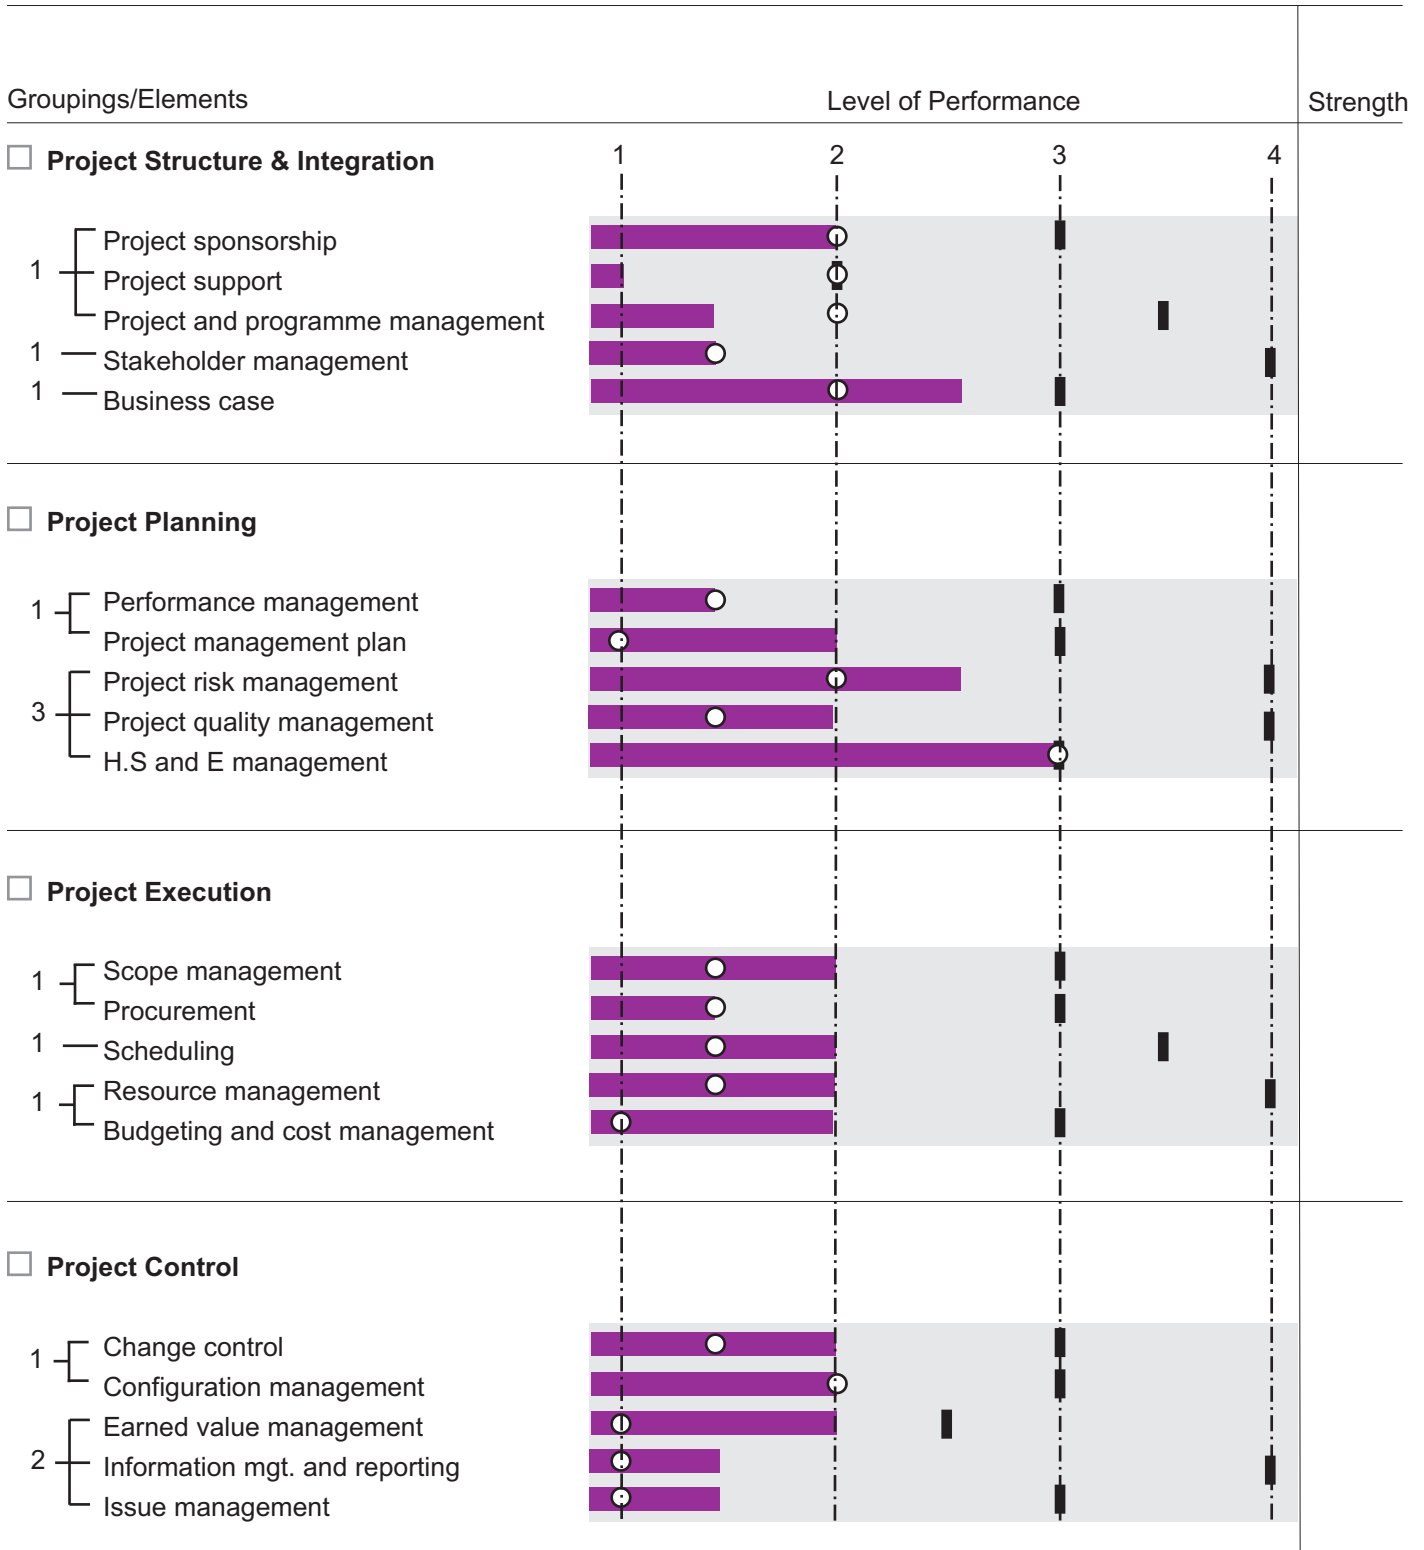 Groupings/Elements Level of Performance Strength
Project Structure & Integration 1 2 3 4
Project sponsorship
1 Project support
Project and programme management
1 Stakeholder management
1 Business case
Project Planning
1 Performance management
Project management plan
Project risk management
3 Project quality management
H.S and E management
Project Execution
1 Scope management
Procurement
1 Scheduling
1 Resource management
Budgeting and cost management
Project Control
1 Change control
Configuration management
Earned value management
2 Information mgt. and reporting
Issue management